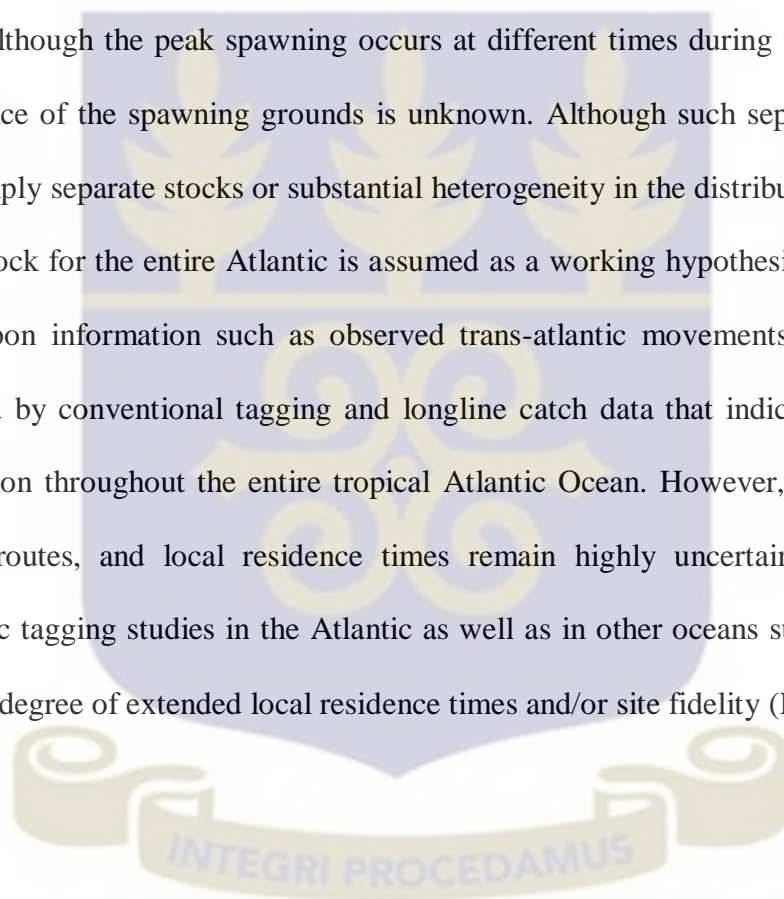 lthough the peak spawning occurs at different times during
ce of the spawning grounds is unknown. Although such sep
ply separate stocks or substantial heterogeneity in the distribu
ock for the entire Atlantic is assumed as a working hypothesi
on information such as observed trans-atlantic movements
by conventional tagging and longline catch data that indic
on throughout the entire tropical Atlantic Ocean. However,
routes, and local residence times remain highly uncertain
c tagging studies in the Atlantic as well as in other oceans su
degree of extended local residence times and/or site fidelity (
INTEGRI PROCEDAMUS